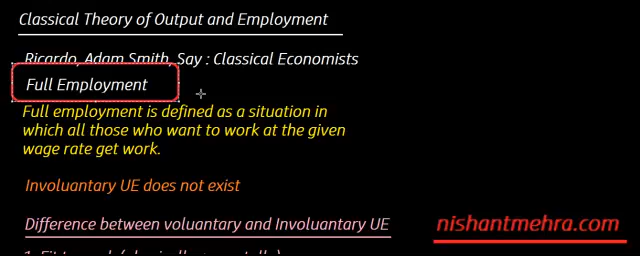 Classical Theory of Output and Employment
Ricardo, Adam Smith, Say : Classical Economists
Full Employment
Full employment is defined as a situation in
which all those who want to work at the given
wage rate get work.
Involuantary UE does not exist
Difference between voluantary and Involuantary UE
nishantmehra.com